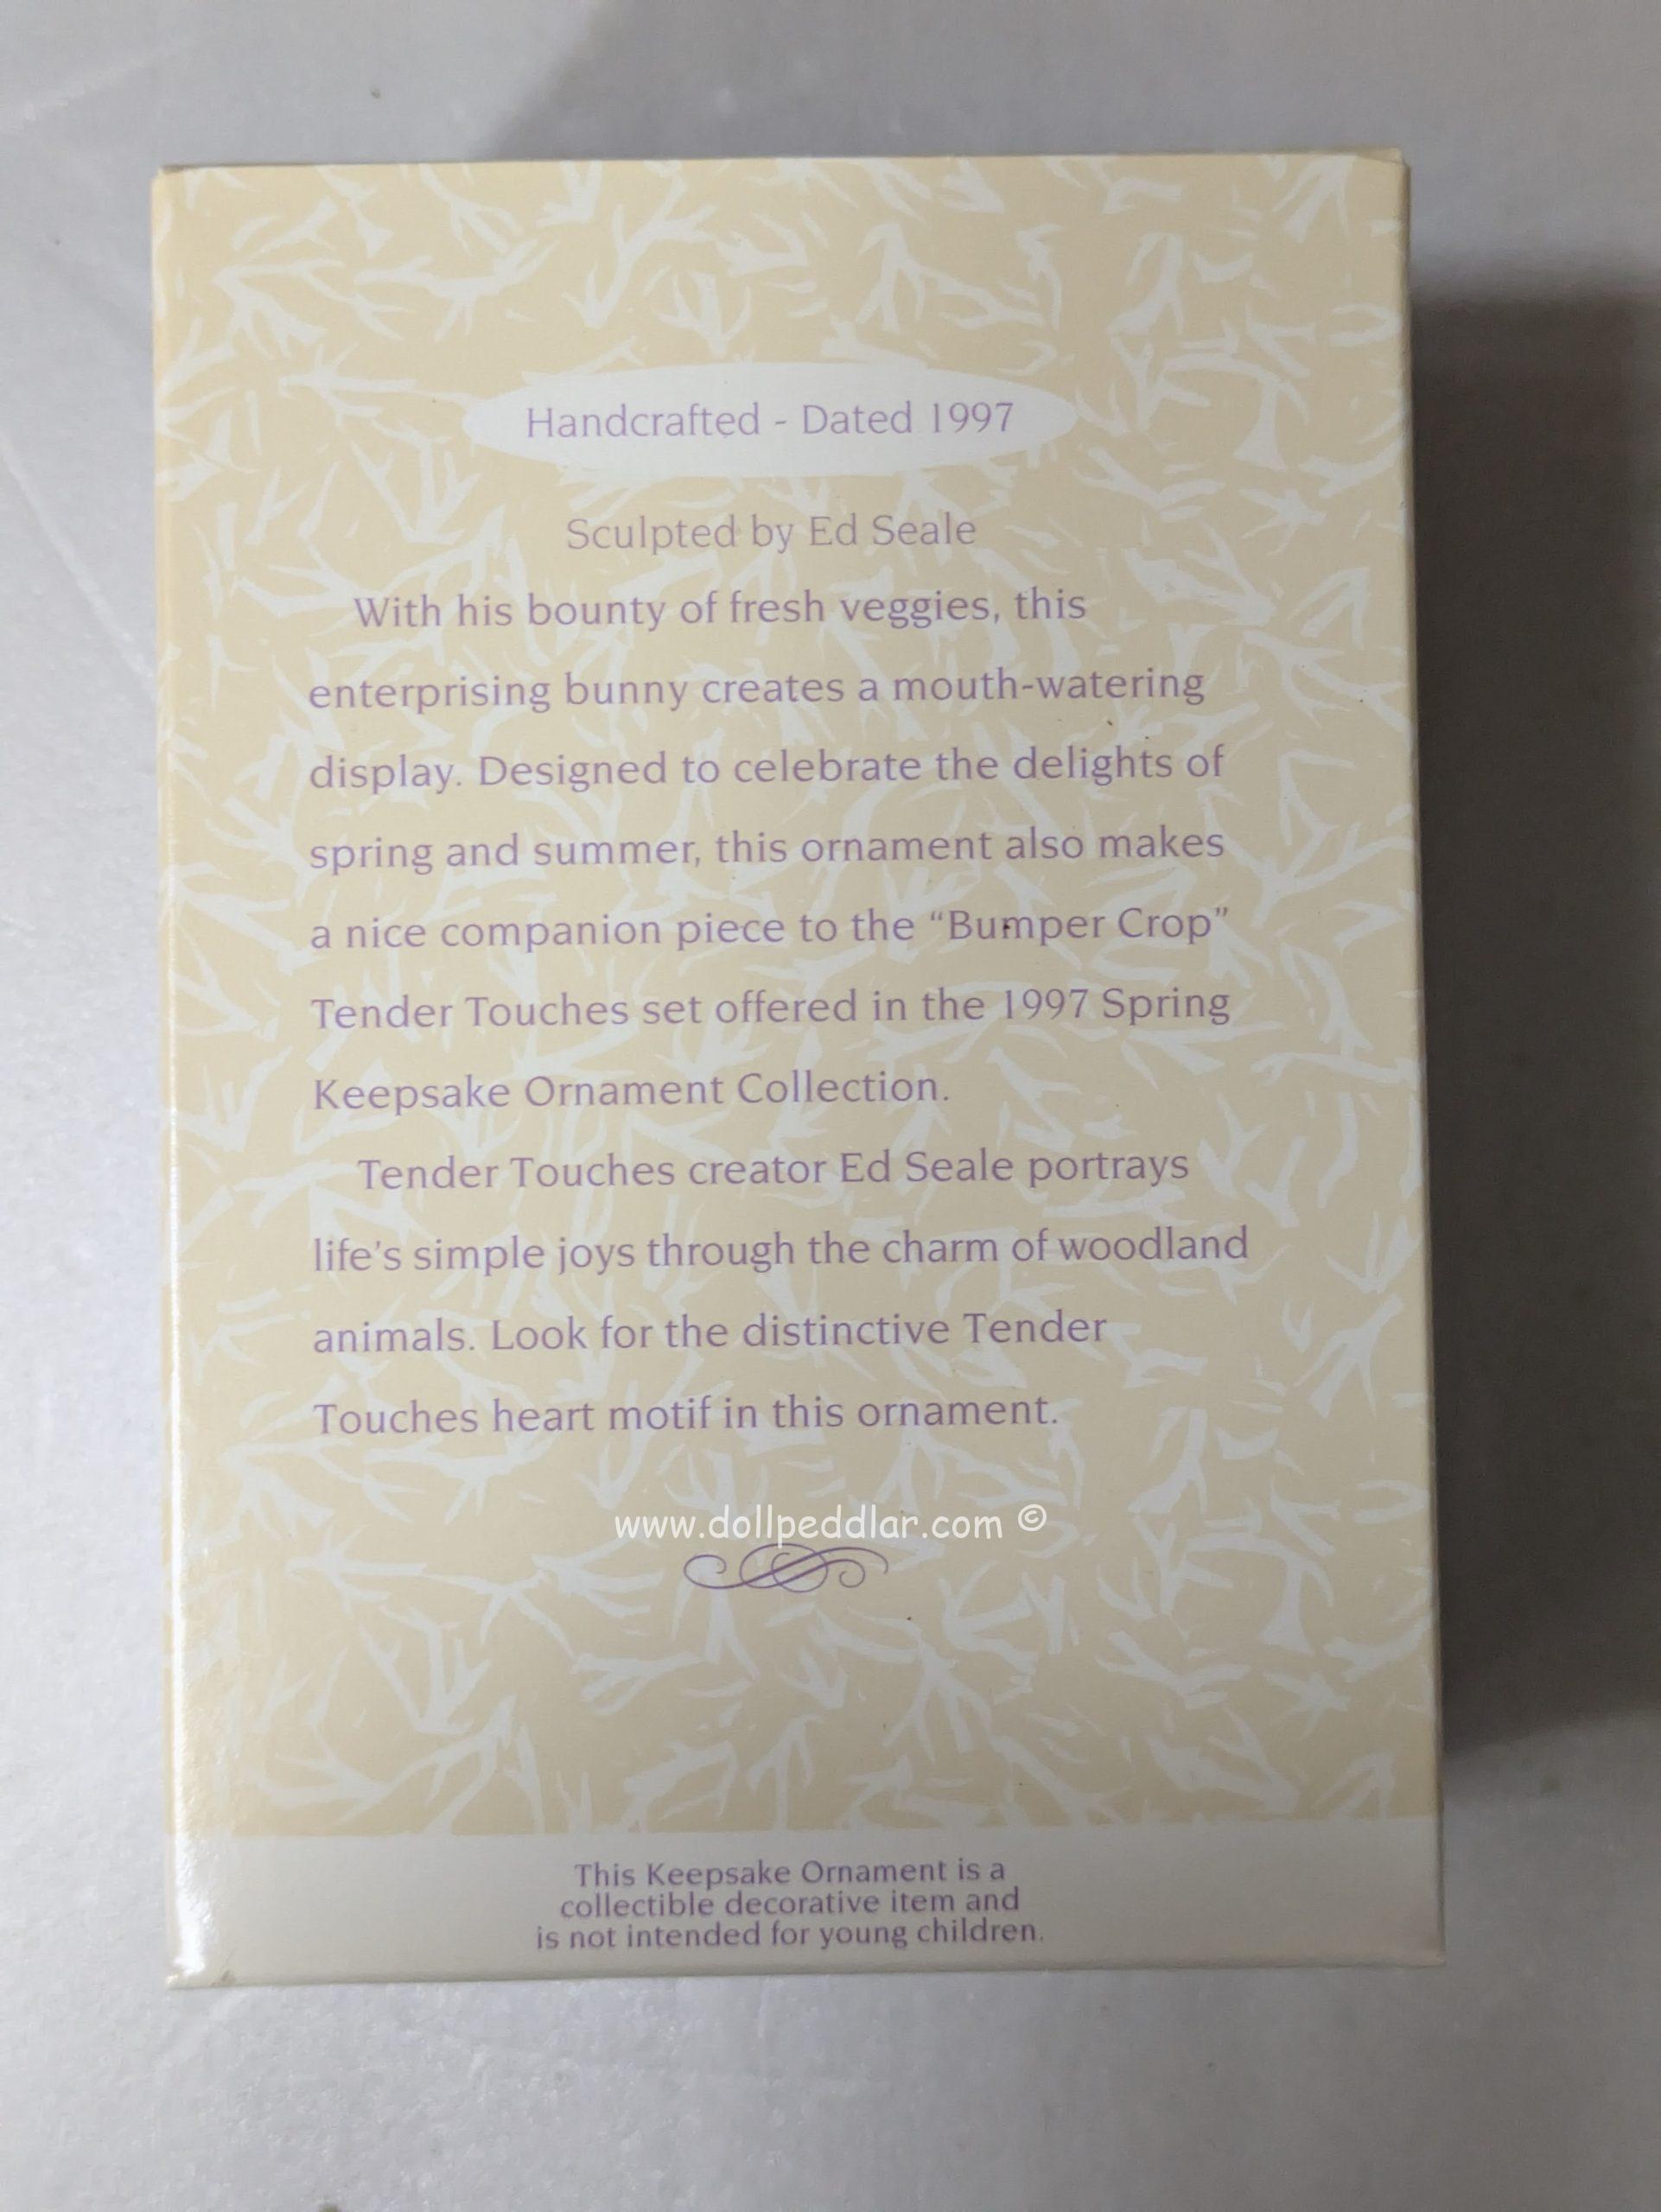 Handcrafted - Dated 1997
Sculpted by Ed Seale
With his bounty of fresh veggies, this
enterprising bunny creates a mouth-watering
display. Designed to celebrate the delights of
spring and summer, this ornament also makes
a nice companion piece to the “Bumper Crop”
Tender Touches set offered in the 1997 Spring
Keepsake Ornament Collection.
Tender Touches creator Ed Seale portrays
life's simple joys through the charm of woodland
animals. Look for the distinctive Tender
Touches heart motif in this ornament.
www.dollpeddlar.com ©
This Keepsake Ornament is a
collectible decorative item and
is not intended for young children.